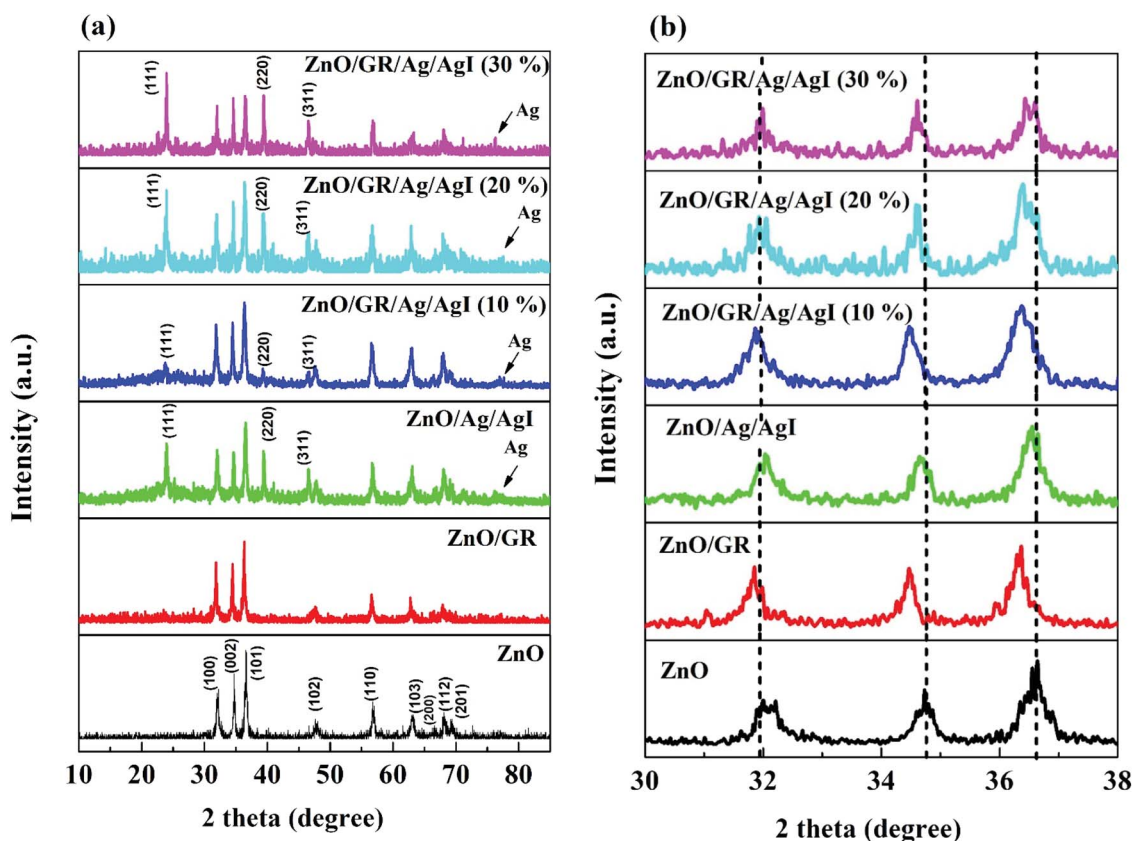 (a)
Intensity (a.u.)
ZnO/GR/Ag/AgI (30 %)
(111)
(220)
(311)
Ag
ZnO/GR/Ag/AgI (20 %)
(111)
(220)
(311)
Ag
ZnO/GR/Ag/AgI (10 %)
(111)
(220)
(311)
Ag
ZnO/Ag/AgI
(111)
(220)
(311)
Ag
ZnO/GR
ZnO
(100)
(002)
(101)
(102)
(110)
(103)
(200)
(112)
(201)
10 20 30 40 50 60 70 80
2 theta (degree)
(b)
Intensity (a.u.)
ZnO/GR/Ag/AgI (30 %)
ZnO/GR/Ag/AgI (20 %)
ZnO/GR/Ag/AgI (10 %)
ZnO/Ag/AgI
ZnO/GR
ZnO
30 32 34 36 38
2 theta (degree)